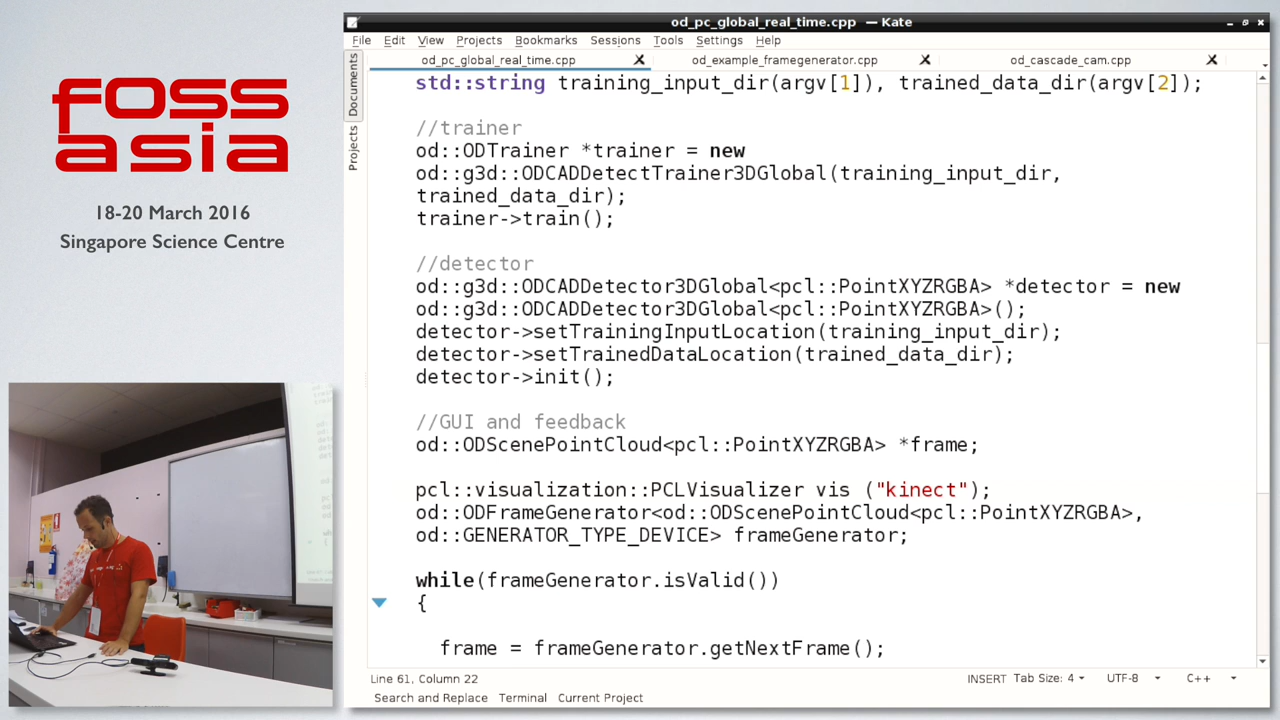 fOSS
asia
18-20 March 2016
Singapore Science Centre
od_pc_global_real_time.cpp — Kate
File Edit View Projects Bookmarks Sessions Tools Settings Help
od_pc_global_real_time.cpp od_example_framegenerator.cpp od_cascade_cam.cpp
Documents
Projects
std::string training_input_dir(argv[1]), trained_data_dir(argv[2]);
//trainer
od::ODTrainer *trainer = new
od::g3d::ODCADDetectTrainer3DGlobal(training_input_dir,
trained_data_dir);
trainer->train();
//detector
od::g3d::ODCADDetector3DGlobal<pcl::PointXYZRGBA> *detector = new
od::g3d::ODCADDetector3DGlobal<pcl::PointXYZRGBA>();
detector->setTrainingInputLocation(training_input_dir);
detector->setTrainedDataLocation(trained_data_dir);
detector->init();
//GUI and feedback
od::ODScenePointCloud<pcl::PointXYZRGBA> *frame;
pcl::visualization::PCLVisualizer vis ("kinect");
od::ODFrameGenerator<od::ODScenePointCloud<pcl::PointXYZRGBA>,
od::GENERATOR_TYPE_DEVICE> frameGenerator;
while(frameGenerator.isValid())
{
frame = frameGenerator.getNextFrame();
Line 61, Column 22 INSERT Tab Size: 4 UTF-8 C++
Search and Replace Terminal Current Project